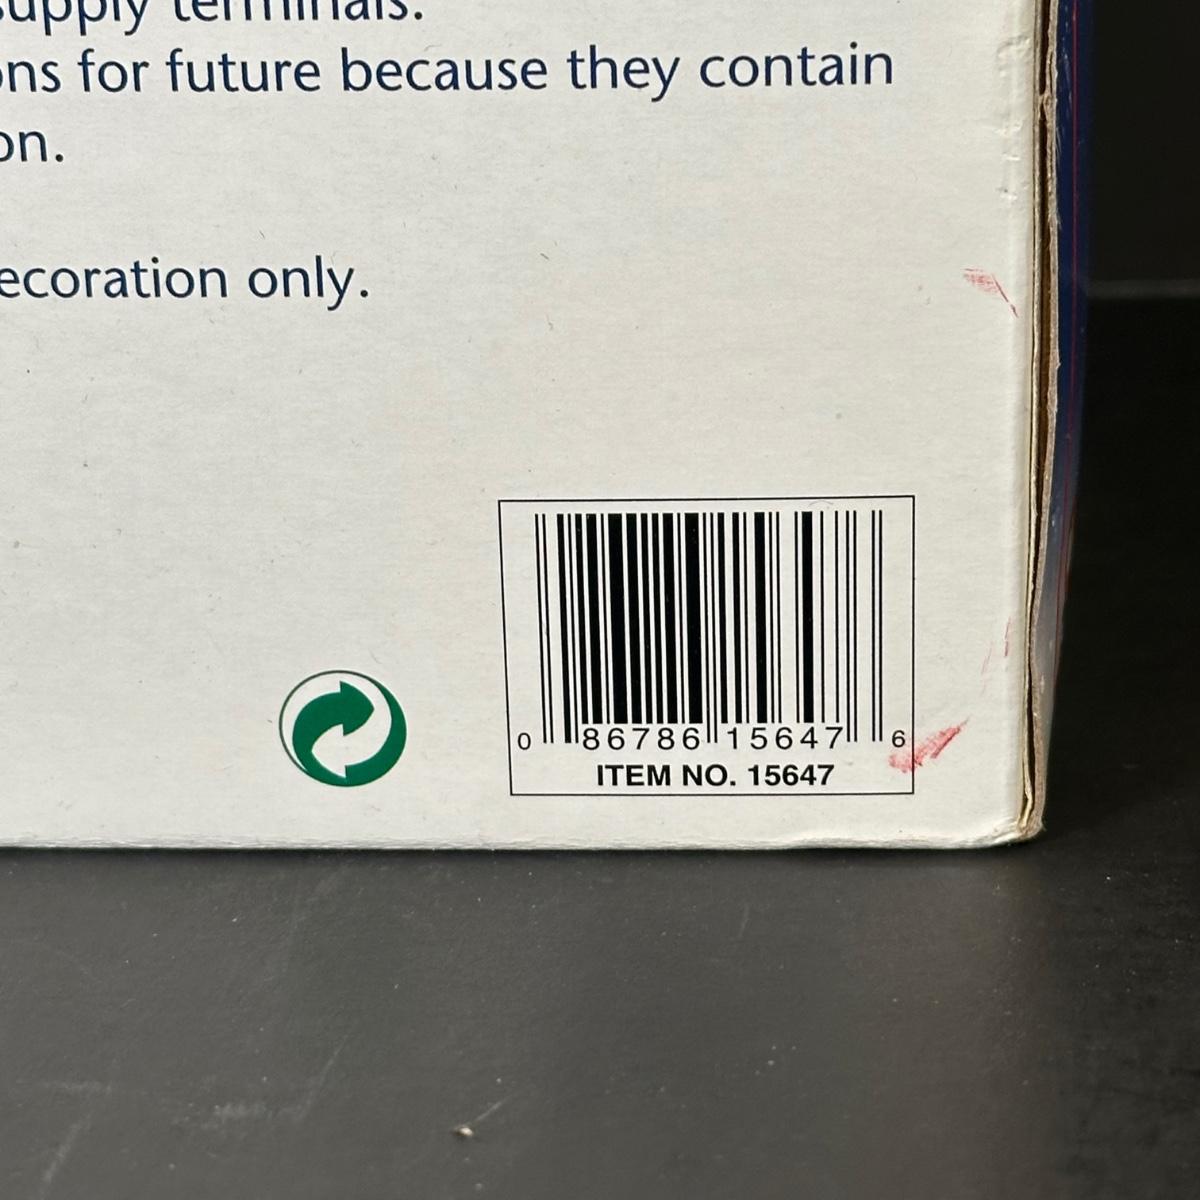 supply terminals.
ons for future because they contain
on.
ecoration only.
0 86786 15647 6
ITEM NO. 15647